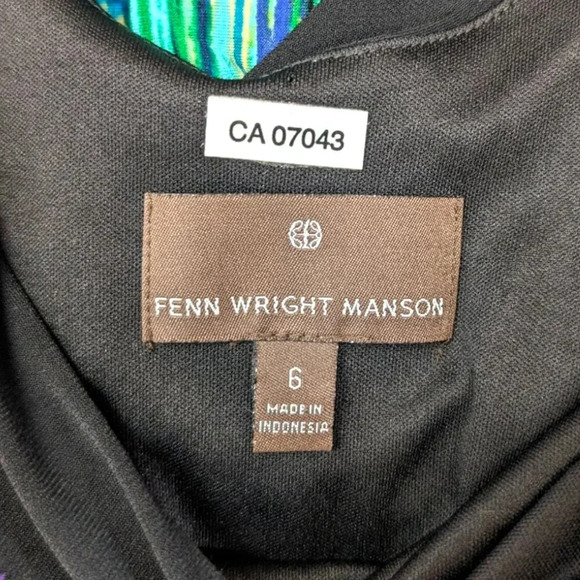 CA 07043
FENN WRIGHT MANSON
6
MADE IN
INDONESIA